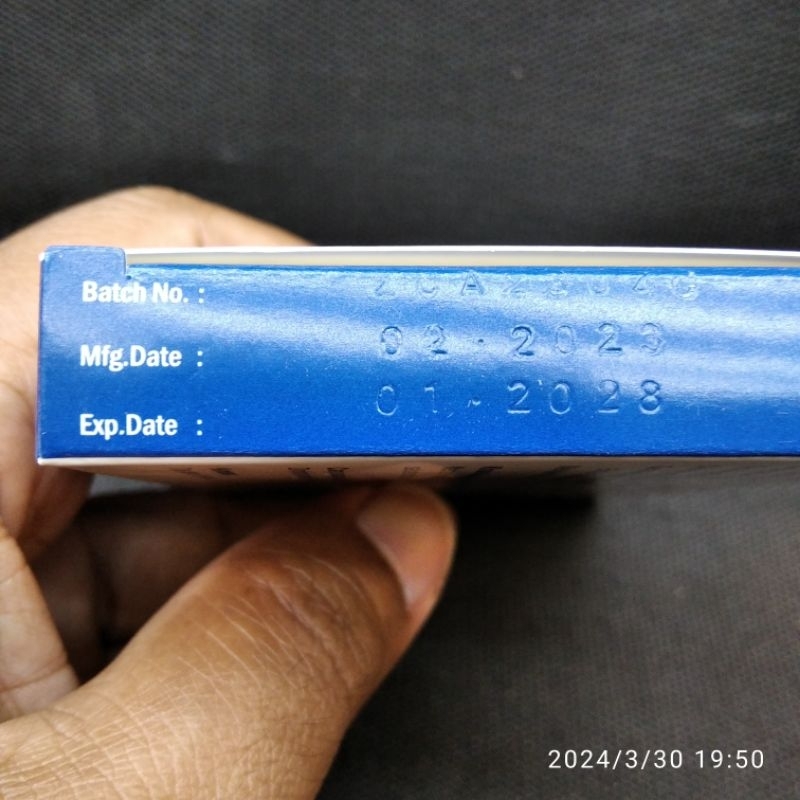 Batch No. :
Mfg.Date : 02-2023
Exp.Date : 01-2028
2024/3/30 19:50